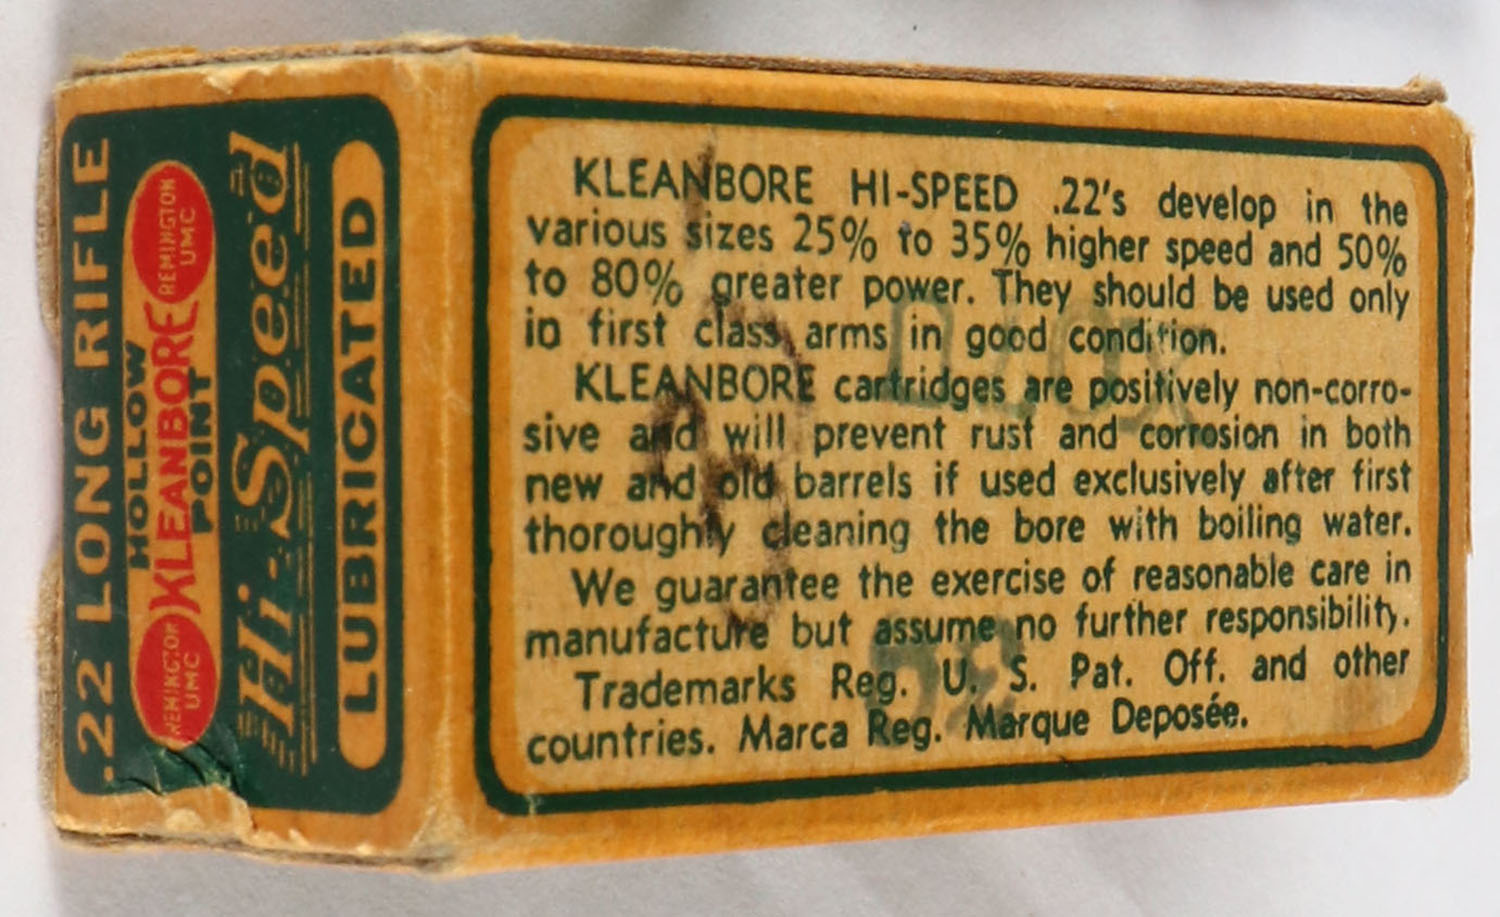 .22 LONG RIFLE
HOLLOW
REMINGTON
UMC
KLEANBORE
REMINGTON
UMC
POINT
Hi-Speed
LUBRICATED
KLEANBORE HI-SPEED .22's develop in the
various sizes 25% to 35% higher speed and 50%
to 80% greater power. They should be used only
in first class arms in good condition.
KLEANBORE cartridges are positively non-corro-
sive and will prevent rust and corrosion in both
new and old barrels if used exclusively after first
thoroughly cleaning the bore with boiling water.
We guarantee the exercise of reasonable care in
manufacture but assume no further responsibility.
Trademarks Reg. U. S. Pat. Off. and other
countries. Marca Reg. Marque Deposée.